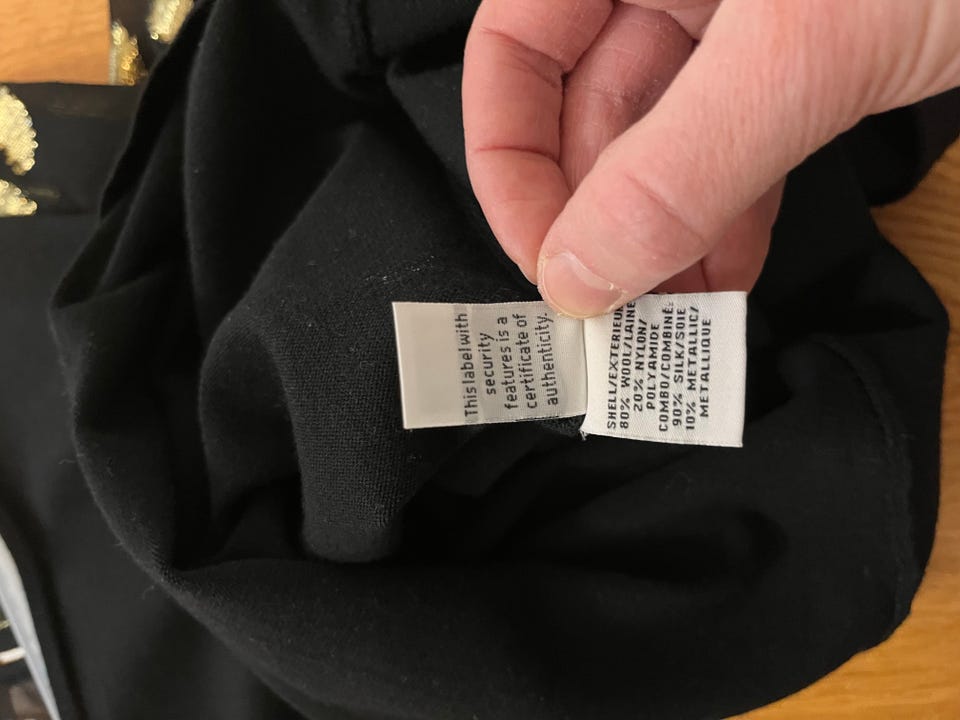 This label with
security
features is a
certificate of
authenticity.
SHELL/EXTERIEUR
80% WOOL/LAINE
20% NYLON/
POLYAMIDE
COMBO/COMBINÉ:
90% SILK/SOIE
10% METALLIC/
METALLIQUE